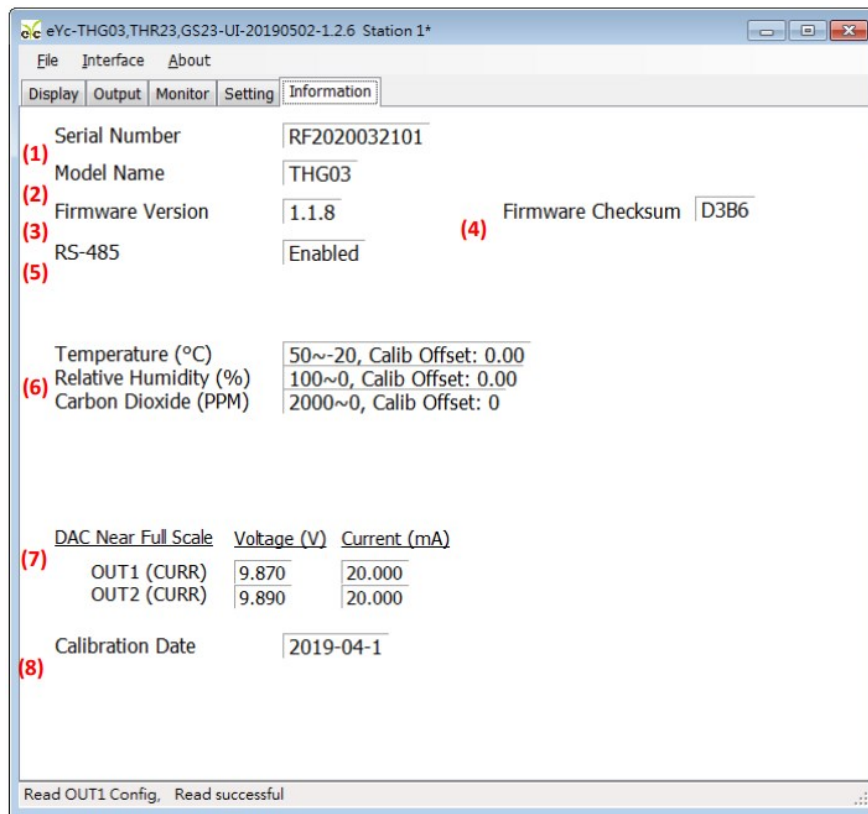 eYc-THG03,THR23,GS23-UI-20190502-1.2.6 Station 1*
File Interface About
Display Output Monitor Setting Information
(1) Serial Number RF2020032101
(2) Model Name THG03
(3) Firmware Version 1.1.8 (4) Firmware Checksum D3B6
(5) RS-485 Enabled
Temperature (°C) 50~-20, Calib Offset: 0.00
(6) Relative Humidity (%) 100~0, Calib Offset: 0.00
Carbon Dioxide (PPM) 2000~0, Calib Offset: 0
(7) DAC Near Full Scale Voltage (V) Current (mA)
OUT1 (CURR) 9.870 20.000
OUT2 (CURR) 9.890 20.000
(8) Calibration Date 2019-04-1
Read OUT1 Config, Read successful